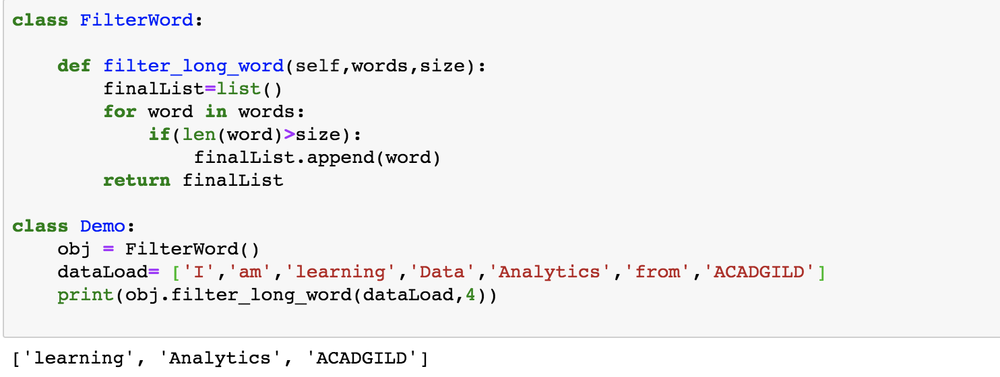 class FilterWord:
    def filter_long_word(self,words,size):
        finalList=list()
        for word in words:
            if(len(word)>size):
                finalList.append(word)
        return finalList
class Demo:
    obj = FilterWord()
    dataLoad= ['I','am','learning','Data','Analytics','from','ACADGILD']
    print(obj.filter_long_word(dataLoad,4))
['learning', 'Analytics', 'ACADGILD']